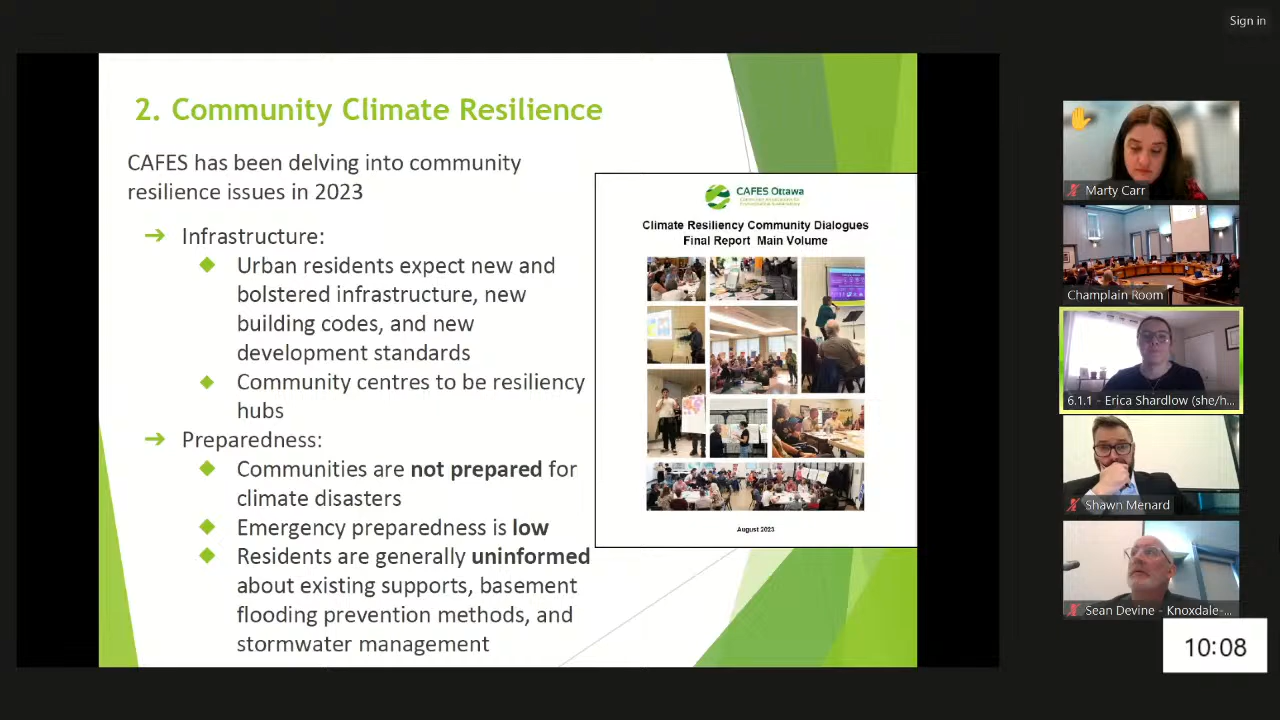 Sign in
2. Community Climate Resilience
CAFES has been delving into community
resilience issues in 2023
Infrastructure:
Urban residents expect new and
bolstered infrastructure, new
building codes, and new
development standards
Community centres to be resiliency
hubs
Preparedness:
Communities are not prepared for
climate disasters
Emergency preparedness is low
Residents are generally uninformed
about existing supports, basement
flooding prevention methods, and
stormwater management
CAFES Ottawa
Climate Resiliency Community Dialogues
Final Report Main Volume
August 2023
Marty Carr
Champlain Room
6.1.1 - Erica Shardlow (she/h...
Shawn Menard
Sean Devine - Knoxdale-...
10:08